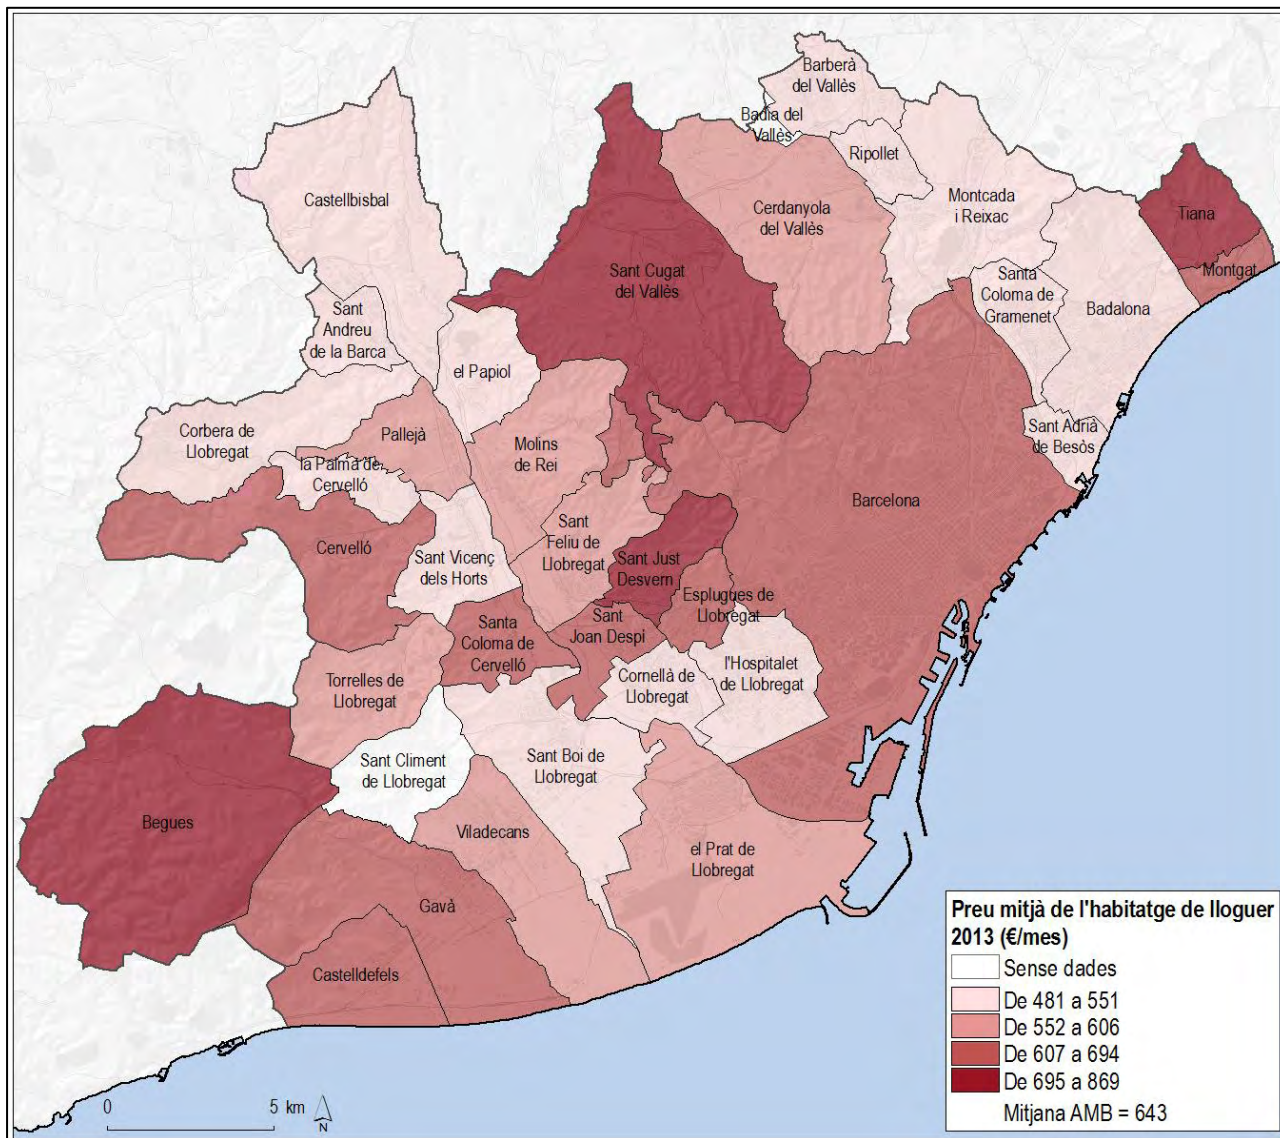 Barberà
del Vallès
Badia del
Vallès
Ripollet
Castellbisbal
Montcada
i Reixac
Cerdanyola
del Vallès
Tiana
Sant Cugat
del Vallès
Montgat
Santa
Coloma de
Gramenet
Badalona
Sant
Andreu
de la Barca
el Papiol
Corbera de
Llobregat
Pallejà
Molins
de Rei
Sant Adrià
de Besòs
la Palma de
Cervelló
Barcelona
Cervelló
Sant
Feliu de
Llobregat
Sant Vicenç
dels Horts
Sant Just
Desvern
Esplugues de
Llobregat
Santa
Coloma de
Cervelló
Sant
Joan Despí
Torrelles de
Llobregat
Cornellà de
Llobregat
l'Hospitalet
de Llobregat
Sant Climent
de Llobregat
Sant Boi de
Llobregat
Begues
Viladecans
el Prat de
Llobregat
Gavà
Castelldefels
Preu mitjà de l'habitatge de lloguer
2013 (€/mes)
Sense dades
De 481 a 551
De 552 a 606
De 607 a 694
De 695 a 869
Mitjana AMB = 643
0 5 km
N